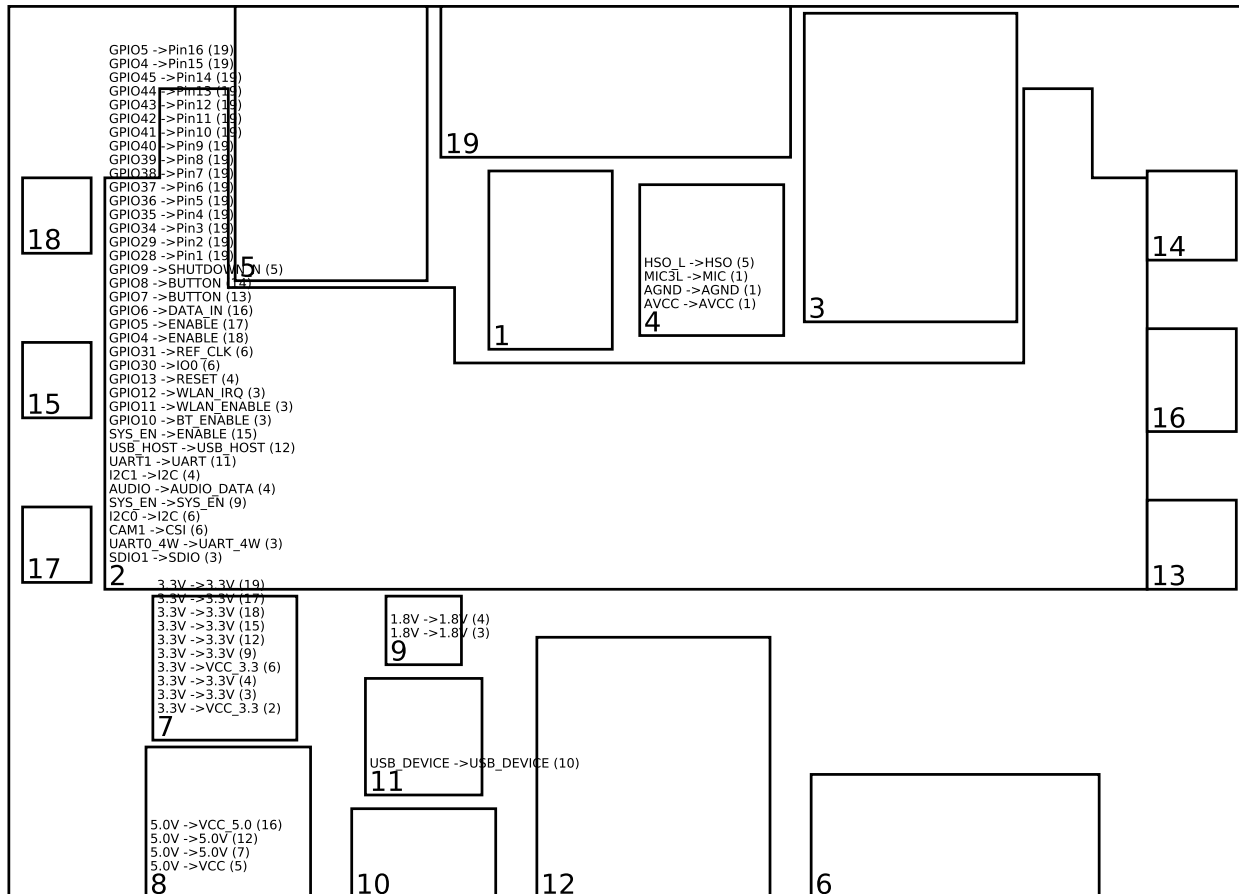 GPIO5 ->Pin16 (19)
GPIO4 ->Pin15 (19)
GPIO45 ->Pin14 (19)
GPIO44 ->Pin13 (19)
GPIO43 ->Pin12 (19)
GPIO42 ->Pin11 (19)
GPIO41 ->Pin10 (19)
GPIO40 ->Pin9 (19)
GPIO39 ->Pin8 (19)
GPIO38 ->Pin7 (19)
GPIO37 ->Pin6 (19)
GPIO36 ->Pin5 (19)
GPIO35 ->Pin4 (19)
GPIO34 ->Pin3 (19)
GPIO29 ->Pin2 (19)
GPIO28 ->Pin1 (19)
GPIO9 ->SHUTDOWN_N (5)
GPIO8 ->BUTTON (14)
GPIO7 ->BUTTON (13)
GPIO6 ->DATA_IN (16)
GPIO5 ->ENABLE (17)
GPIO4 ->ENABLE (18)
GPIO31 ->REF_CLK (6)
GPIO30 ->IO0 (6)
GPIO13 ->RESET (4)
GPIO12 ->WLAN_IRQ (3)
GPIO11 ->WLAN_ENABLE (3)
GPIO10 ->BT_ENABLE (3)
SYS_EN ->ENABLE (15)
USB_HOST ->USB_HOST (12)
UART1 ->UART (11)
I2C1 ->I2C (4)
AUDIO ->AUDIO_DATA (4)
SYS_EN ->SYS_EN (9)
I2C0 ->I2C (6)
CAM1 ->CSI (6)
UART0_4W ->UART_4W (3)
SDIO1 ->SDIO (3)
2
5
19
1
HSO_L ->HSO (5)
MIC3L ->MIC (1)
AGND ->AGND (1)
AVCC ->AVCC (1)
4
3
18
15
17
14
16
13
3.3V ->3.3V (19)
3.3V ->3.3V (17)
3.3V ->3.3V (18)
3.3V ->3.3V (15)
3.3V ->3.3V (12)
3.3V ->3.3V (9)
3.3V ->VCC_3.3 (6)
3.3V ->3.3V (4)
3.3V ->3.3V (3)
3.3V ->VCC_3.3 (2)
7
1.8V ->1.8V (4)
1.8V ->1.8V (3)
9
USB_DEVICE ->USB_DEVICE (10)
11
5.0V ->VCC_5.0 (16)
5.0V ->5.0V (12)
5.0V ->5.0V (7)
5.0V ->VCC (5)
8
10
12
6